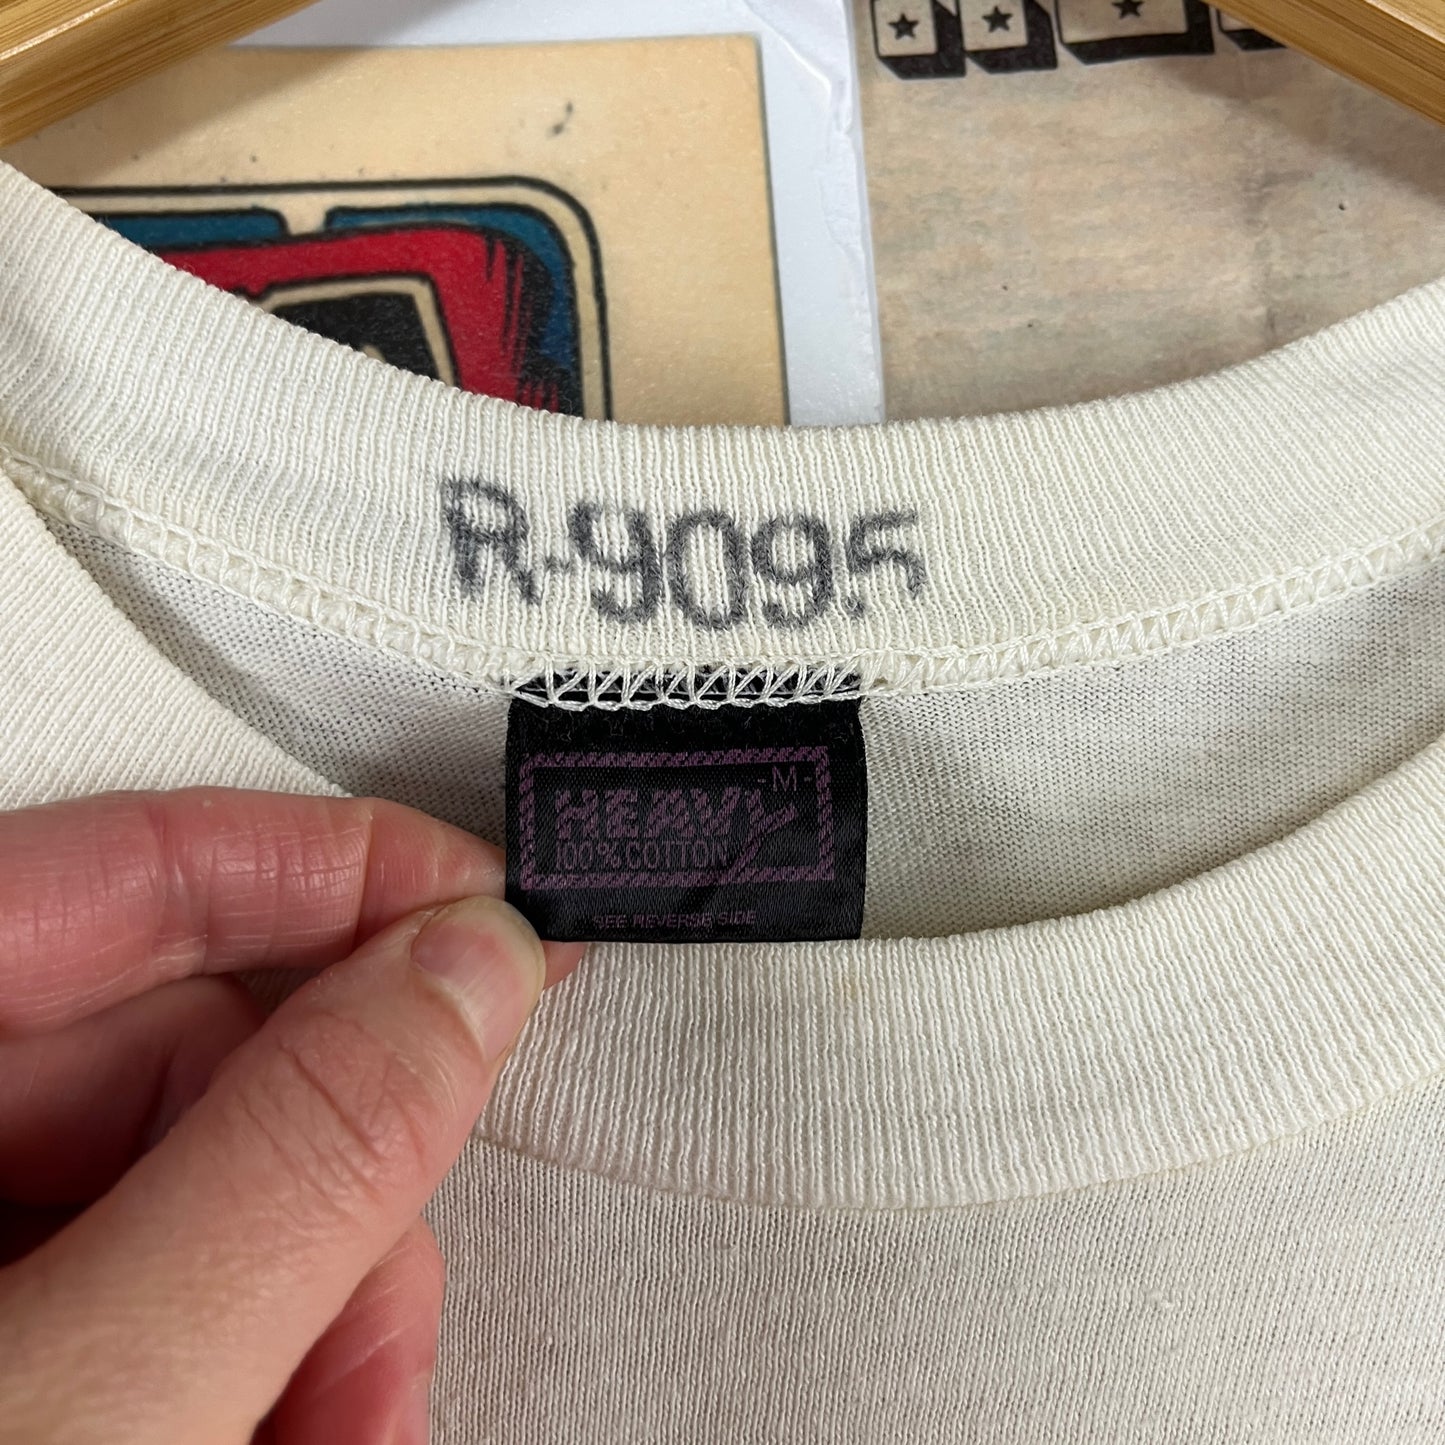 R-9095
-M-
HEAVY
100% COTTON
SEE REVERSE SIDE